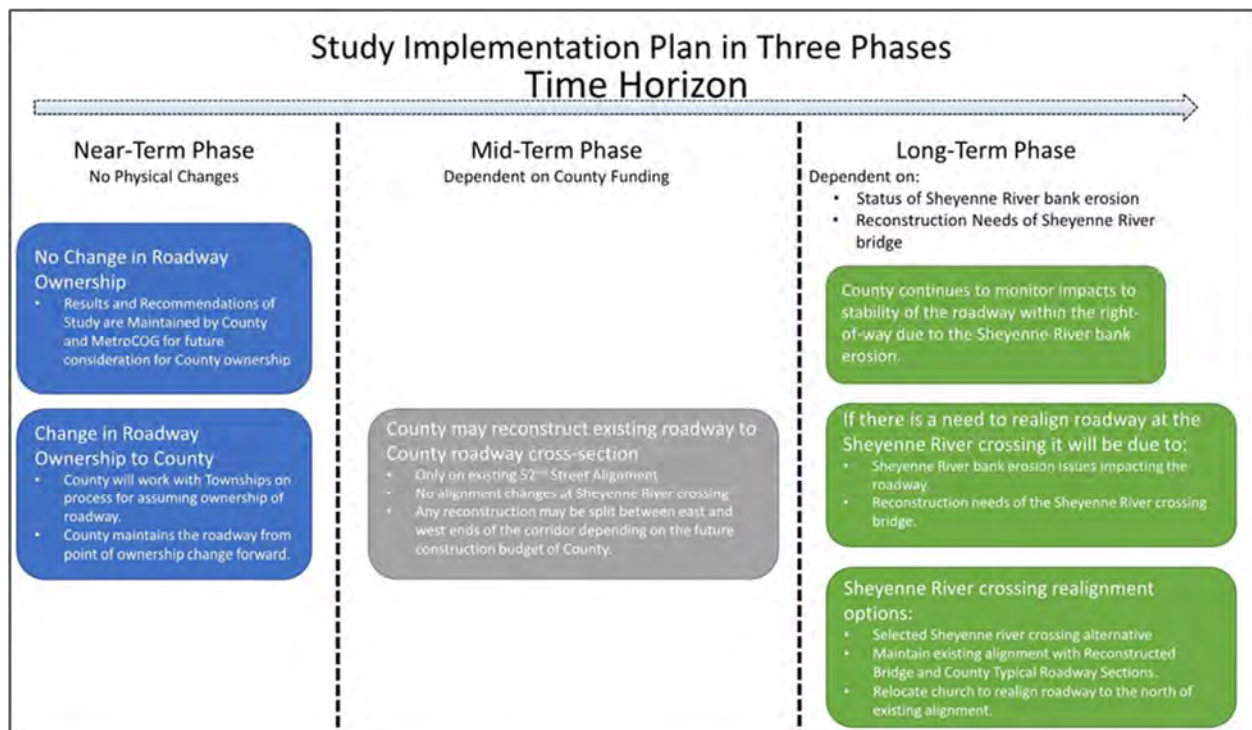 Study Implementation Plan in Three Phases
Time Horizon
Near-Term Phase
No Physical Changes
No Change in Roadway
Ownership
• Results and Recommendations of
Study are Maintained by County
and MetroCOG for future
consideration for County ownership
Change in Roadway
Ownership to County
• County will work with Townships on
process for assuming ownership of
roadway.
• County maintains the roadway from
point of ownership change forward.
Mid-Term Phase
Dependent on County Funding
County may reconstruct existing roadway to
County roadway cross-section
• Only on existing 52nd Street Alignment
• No alignment changes at Sheyenne River crossing
• Any reconstruction may be split between east and
west ends of the corridor depending on the future
construction budget of County.
Long-Term Phase
Dependent on:
• Status of Sheyenne River bank erosion
• Reconstruction Needs of Sheyenne River
bridge
County continues to monitor impacts to
stability of the roadway within the right-
of-way due to the Sheyenne River bank
erosion.
If there is a need to realign roadway at the
Sheyenne River crossing it will be due to:
• Sheyenne River bank erosion issues impacting the
roadway.
• Reconstruction needs of the Sheyenne River crossing
bridge.
Sheyenne River crossing realignment
options:
• Selected Sheyenne river crossing alternative
• Maintain existing alignment with Reconstructed
Bridge and County Typical Roadway Sections.
• Relocate church to realign roadway to the north of
existing alignment.